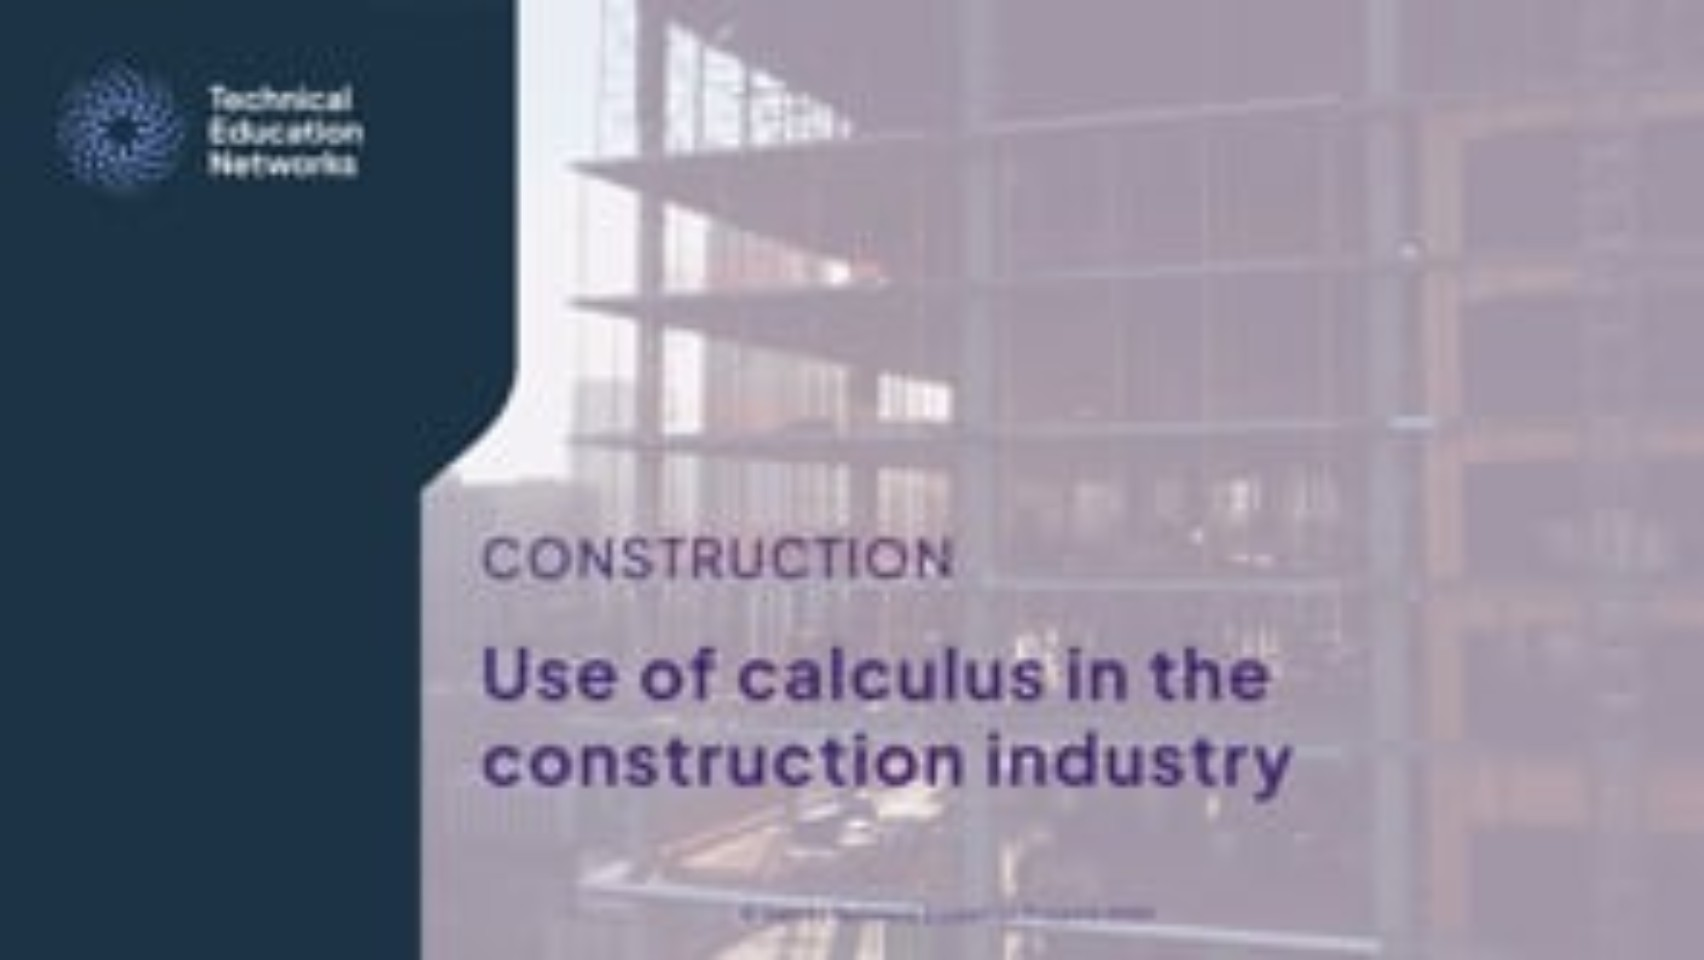 Technical
Education
Networks
CONSTRUCTION
Use of calculus in the
construction industry